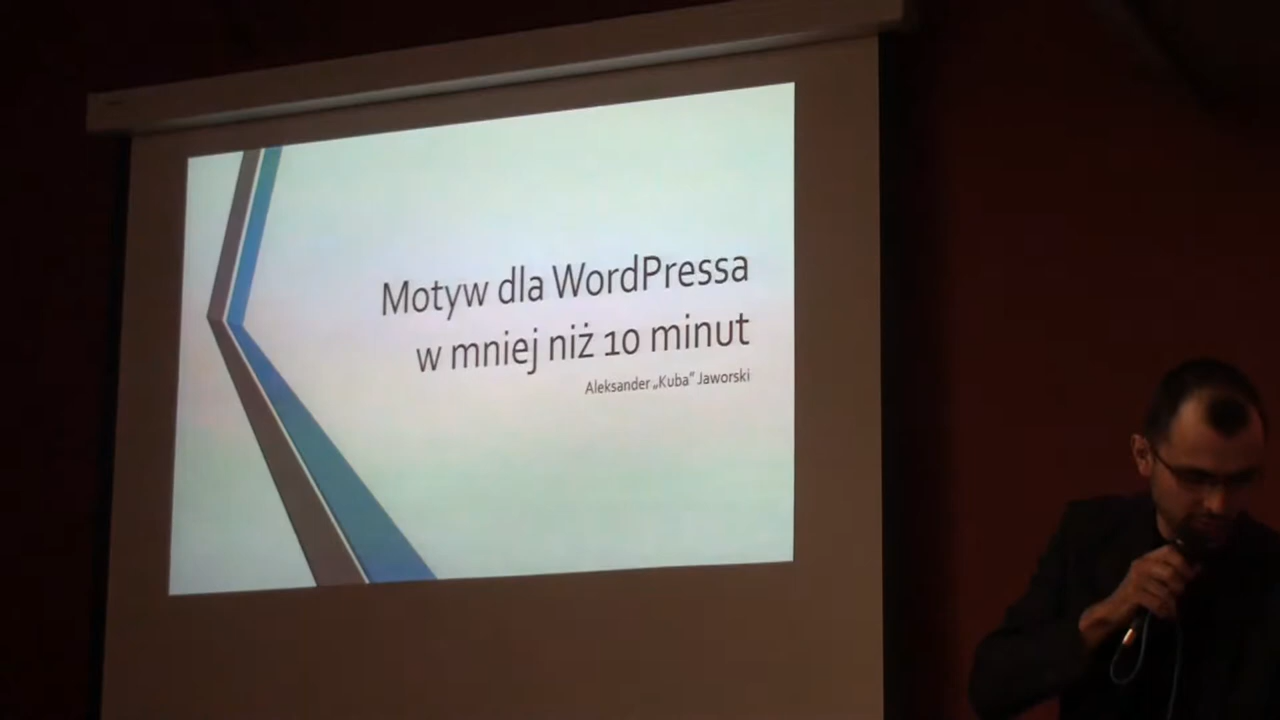 Motyw dla WordPressa
w mniej niż 10 minut
Aleksander „Kuba” Jaworski